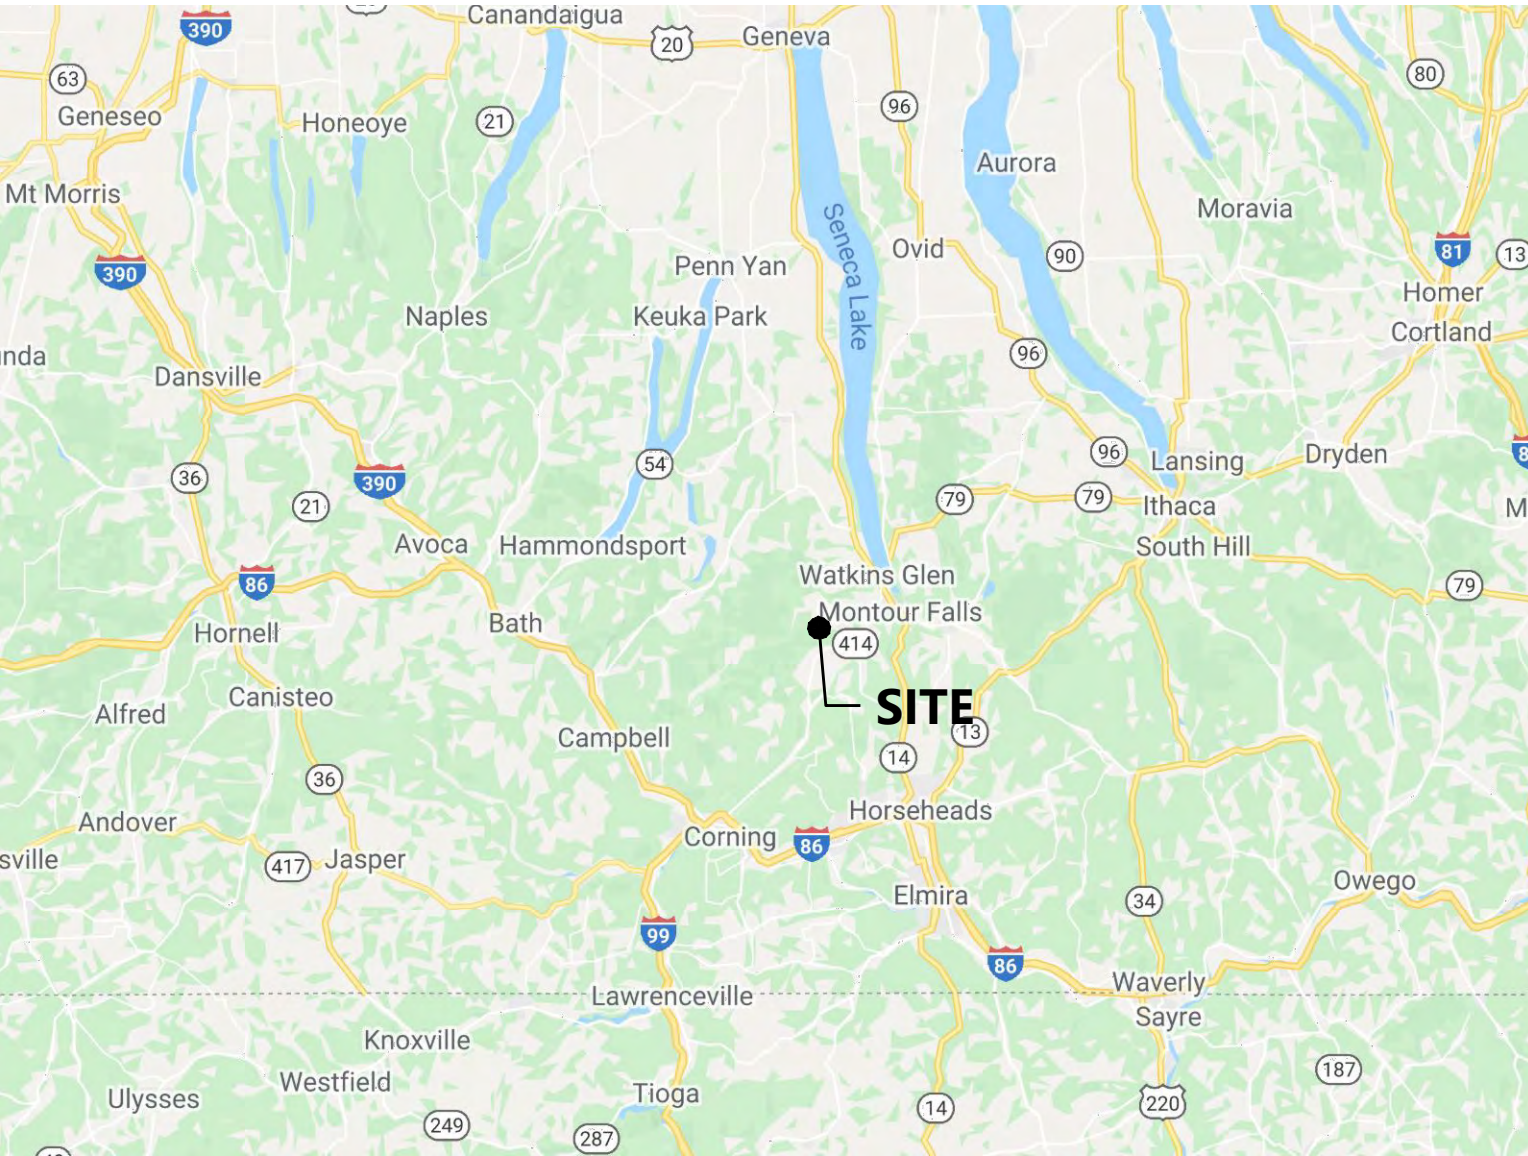 Canandaigua
390
20
Geneva
63
80
96
Geneseo
Honeoye
21
Aurora
Mt Morris
Moravia
Seneca Lake
Ovid
90
81
13
390
Penn Yan
Homer
Naples
Keuka Park
Cortland
nda
96
Dansville
96
Lansing
Dryden
54
36
390
79
79
21
Ithaca
M
Avoca
Hammondsport
South Hill
86
Watkins Glen
79
Montour Falls
Hornell
Bath
414
Canisteo
SITE
Alfred
13
Campbell
14
36
Horseheads
Andover
Corning
86
sville
417
Jasper
Owego
Elmira
34
99
86
Waverly
Lawrenceville
Sayre
Knoxville
187
Westfield
Tioga
Ulysses
14
220
249
287